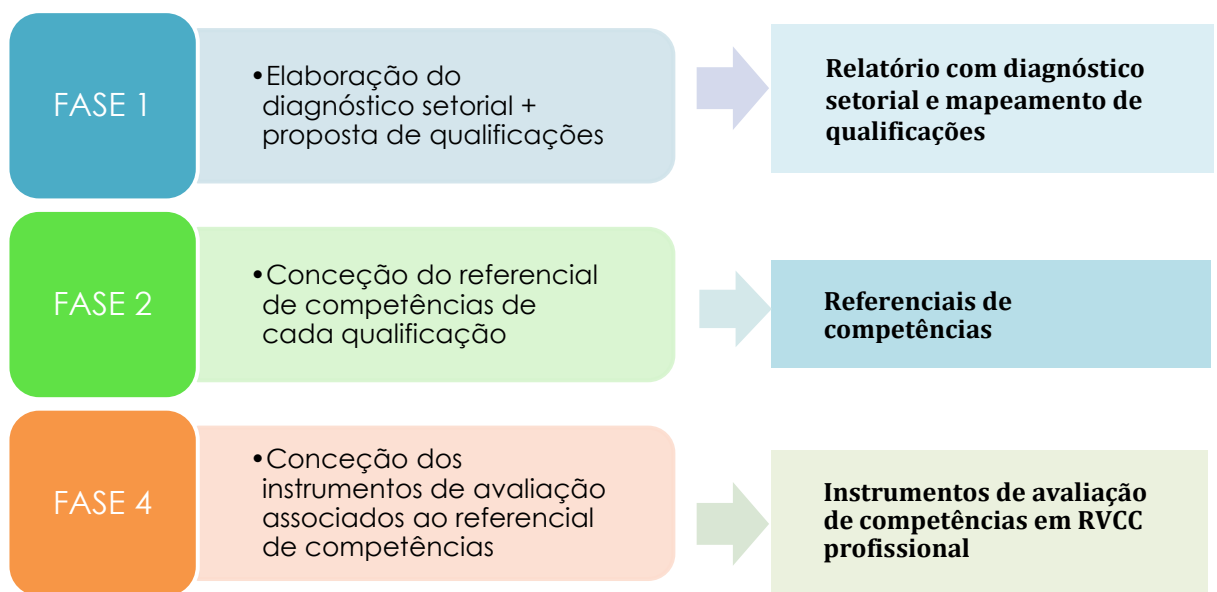 FASE 1
•Elaboração do
diagnóstico setorial +
proposta de qualificações
Relatório com diagnóstico
setorial e mapeamento de
qualificações
FASE 2
•Conceção do referencial
de competências de
cada qualificação
Referenciais de
competências
FASE 4
•Conceção dos
instrumentos de avaliação
associados ao referencial
de competências
Instrumentos de avaliação
de competências em RVCC
profissional